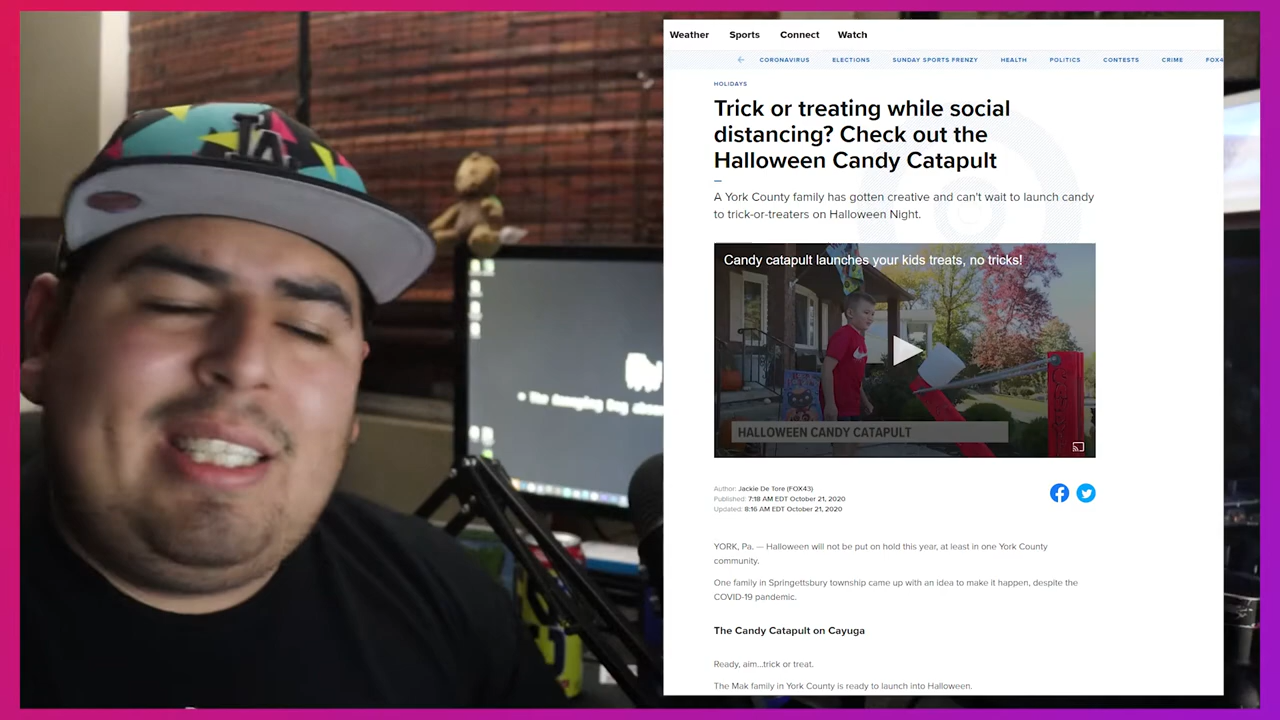 Weather Sports Connect Watch
CORONAVIRUS ELECTIONS SUNDAY SPORTS FRENZY HEALTH POLITICS CONTESTS CRIME FOX4
HOLIDAYS
Trick or treating while social
distancing? Check out the
Halloween Candy Catapult
A York County family has gotten creative and can't wait to launch candy
to trick-or-treaters on Halloween Night.
Candy catapult launches your kids treats, no tricks!
HALLOWEEN CANDY CATAPULT
Author: Jackie De Tore (FOX43)
Published: 7:18 AM EDT October 21, 2020
Updated: 8:16 AM EDT October 21, 2020
YORK, Pa. — Halloween will not be put on hold this year, at least in one York County
community.
One family in Springettsbury township came up with an idea to make it happen, despite the
COVID-19 pandemic.
The Candy Catapult on Cayuga
Ready, aim...trick or treat.
The Mak family in York County is ready to launch into Halloween.
LA